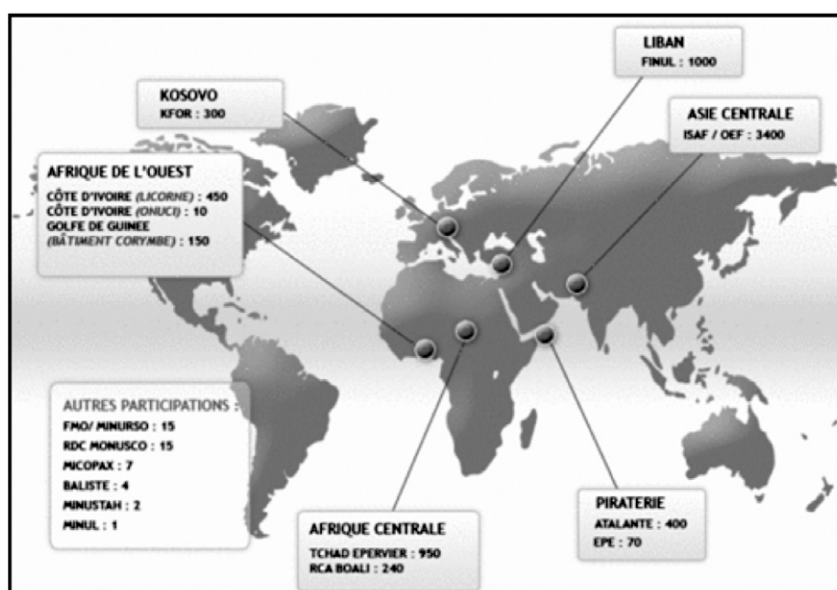 LIBAN
FINUL : 1000
KOSOVO
KFOR : 300
ASIE CENTRALE
ISAF / OEF : 3400
AFRIQUE DE L'OUEST
CÔTE D'IVOIRE (LICORNE) : 450
CÔTE D'IVOIRE (ONUCI) : 10
GOLFE DE GUINEE
(BÂTIMENT CORYMBE) : 150
AUTRES PARTICIPATIONS :
FMO/ MINURSO : 15
RDC MONUSCO : 15
MICOPAX : 7
BALISTE : 4
MINUSTAH : 2
MINUL : 1
AFRIQUE CENTRALE
TCHAD EPERVIER : 950
RCA BOALI : 240
PIRATERIE
ATALANTE : 400
EPE : 70